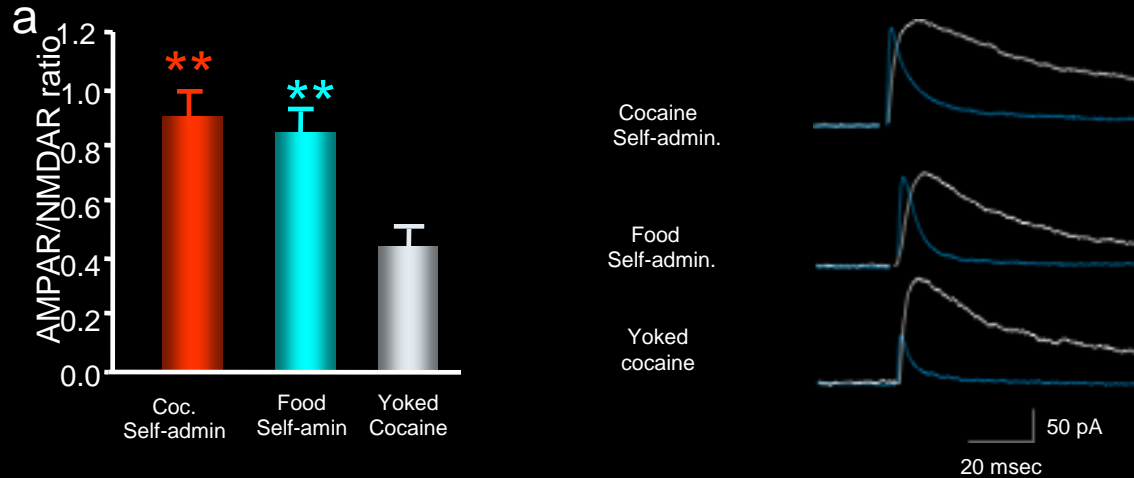 a
AMPAR/NMDAR ratio
1.2
1.0
0.8
0.6
0.4
0.2
0.0
**
**
Coc.
Self-admin
Food
Self-amin
Yoked
Cocaine
Cocaine
Self-admin.
Food
Self-admin.
Yoked
cocaine
50 pA
20 msec